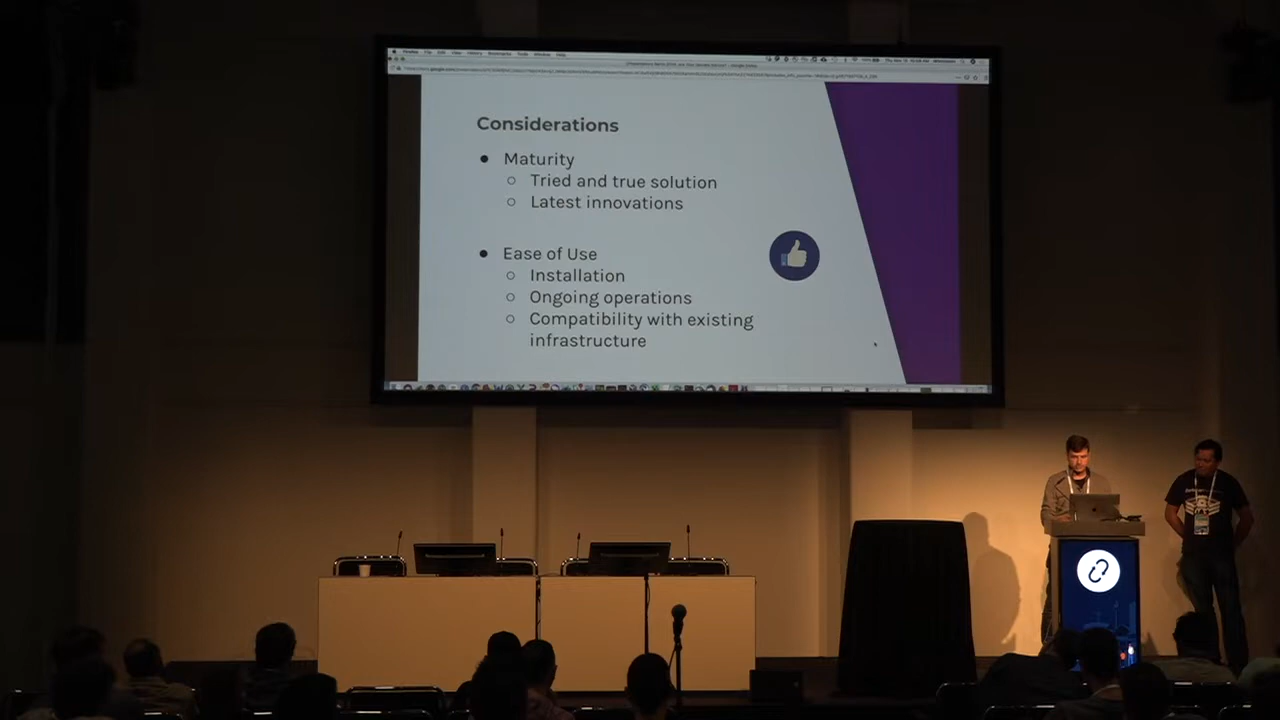 Considerations
● Maturity
○ Tried and true solution
○ Latest innovations
● Ease of Use
○ Installation
○ Ongoing operations
○ Compatibility with existing
infrastructure